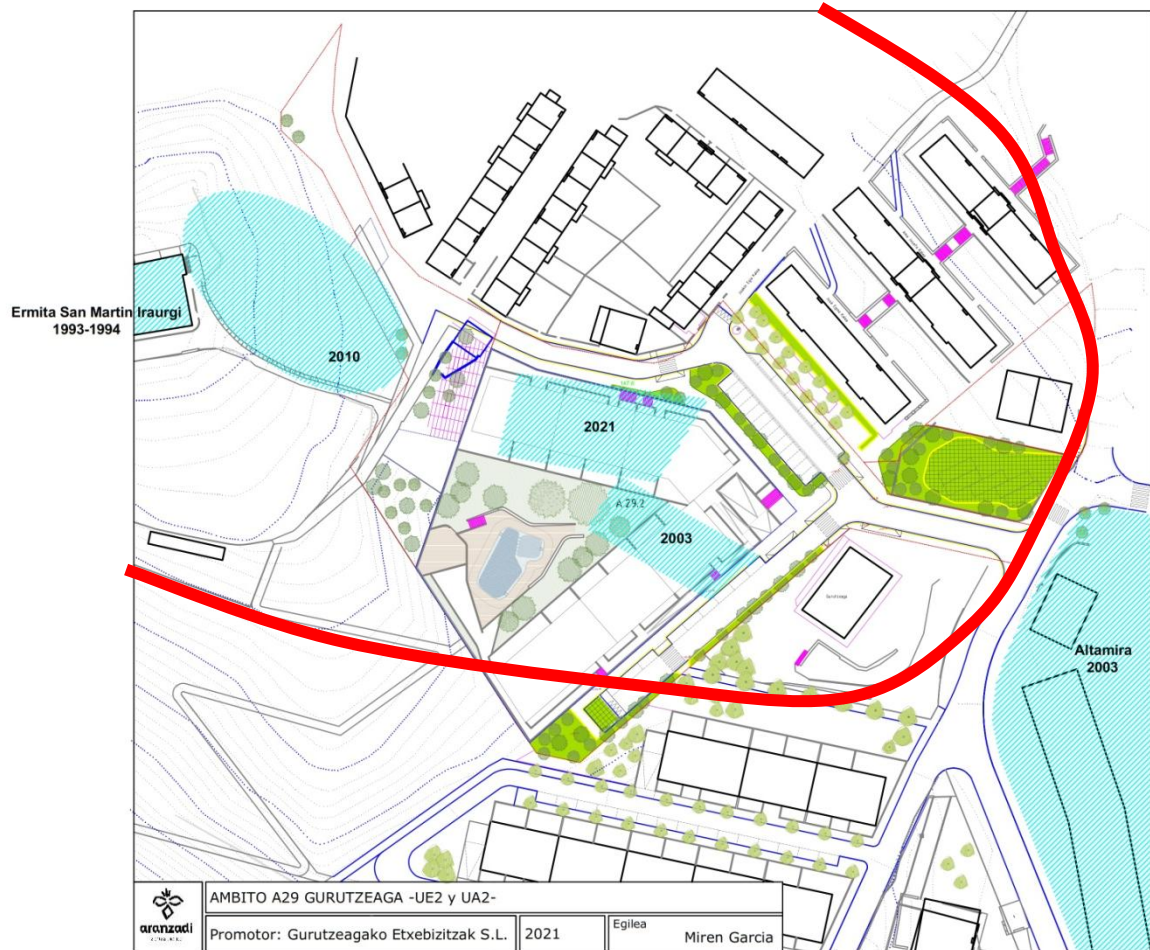 Ermita San Martin Iraurgi
1993-1994
2010
2021
A.29.2
2003
Altamira
2003
aranzadi
AMBITO A29 GURUTZEAGA -UE2 y UA2-
Promotor: Gurutzeagako Etxebizitzak S.L.
2021
Egilea
Miren Garcia